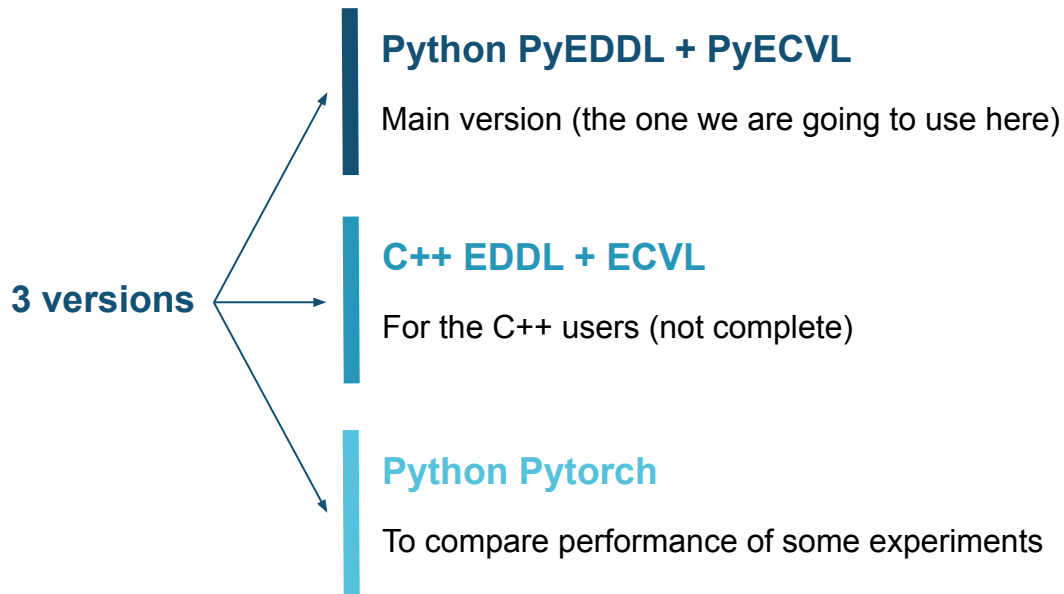 3 versions
Python PyEDDL + PyECVL
Main version (the one we are going to use here)
C++ EDDL + ECVL
For the C++ users (not complete)
Python Pytorch
To compare performance of some experiments